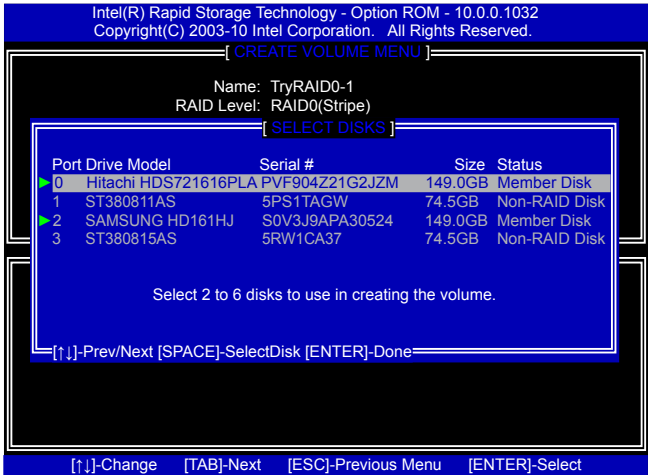 Intel(R) Rapid Storage Technology - Option ROM - 10.0.0.1032
Copyright(C) 2003-10 Intel Corporation. All Rights Reserved.
[ CREATE VOLUME MENU ]
Name: TryRAID0-1
RAID Level: RAID0(Stripe)
[ SELECT DISKS ]
Port Drive Model Serial # Size Status
0 Hitachi HDS721616PLA PVF904Z21G2JZM 149.0GB Member Disk
1 ST380811AS 5PS1TAGW 74.5GB Non-RAID Disk
2 SAMSUNG HD161HJ S0V3J9APA30524 149.0GB Member Disk
3 ST380815AS 5RW1CA37 74.5GB Non-RAID Disk
Select 2 to 6 disks to use in creating the volume.
[↑↓]-Prev/Next [SPACE]-SelectDisk [ENTER]-Done
[↑↓]-Change [TAB]-Next [ESC]-Previous Menu [ENTER]-Select